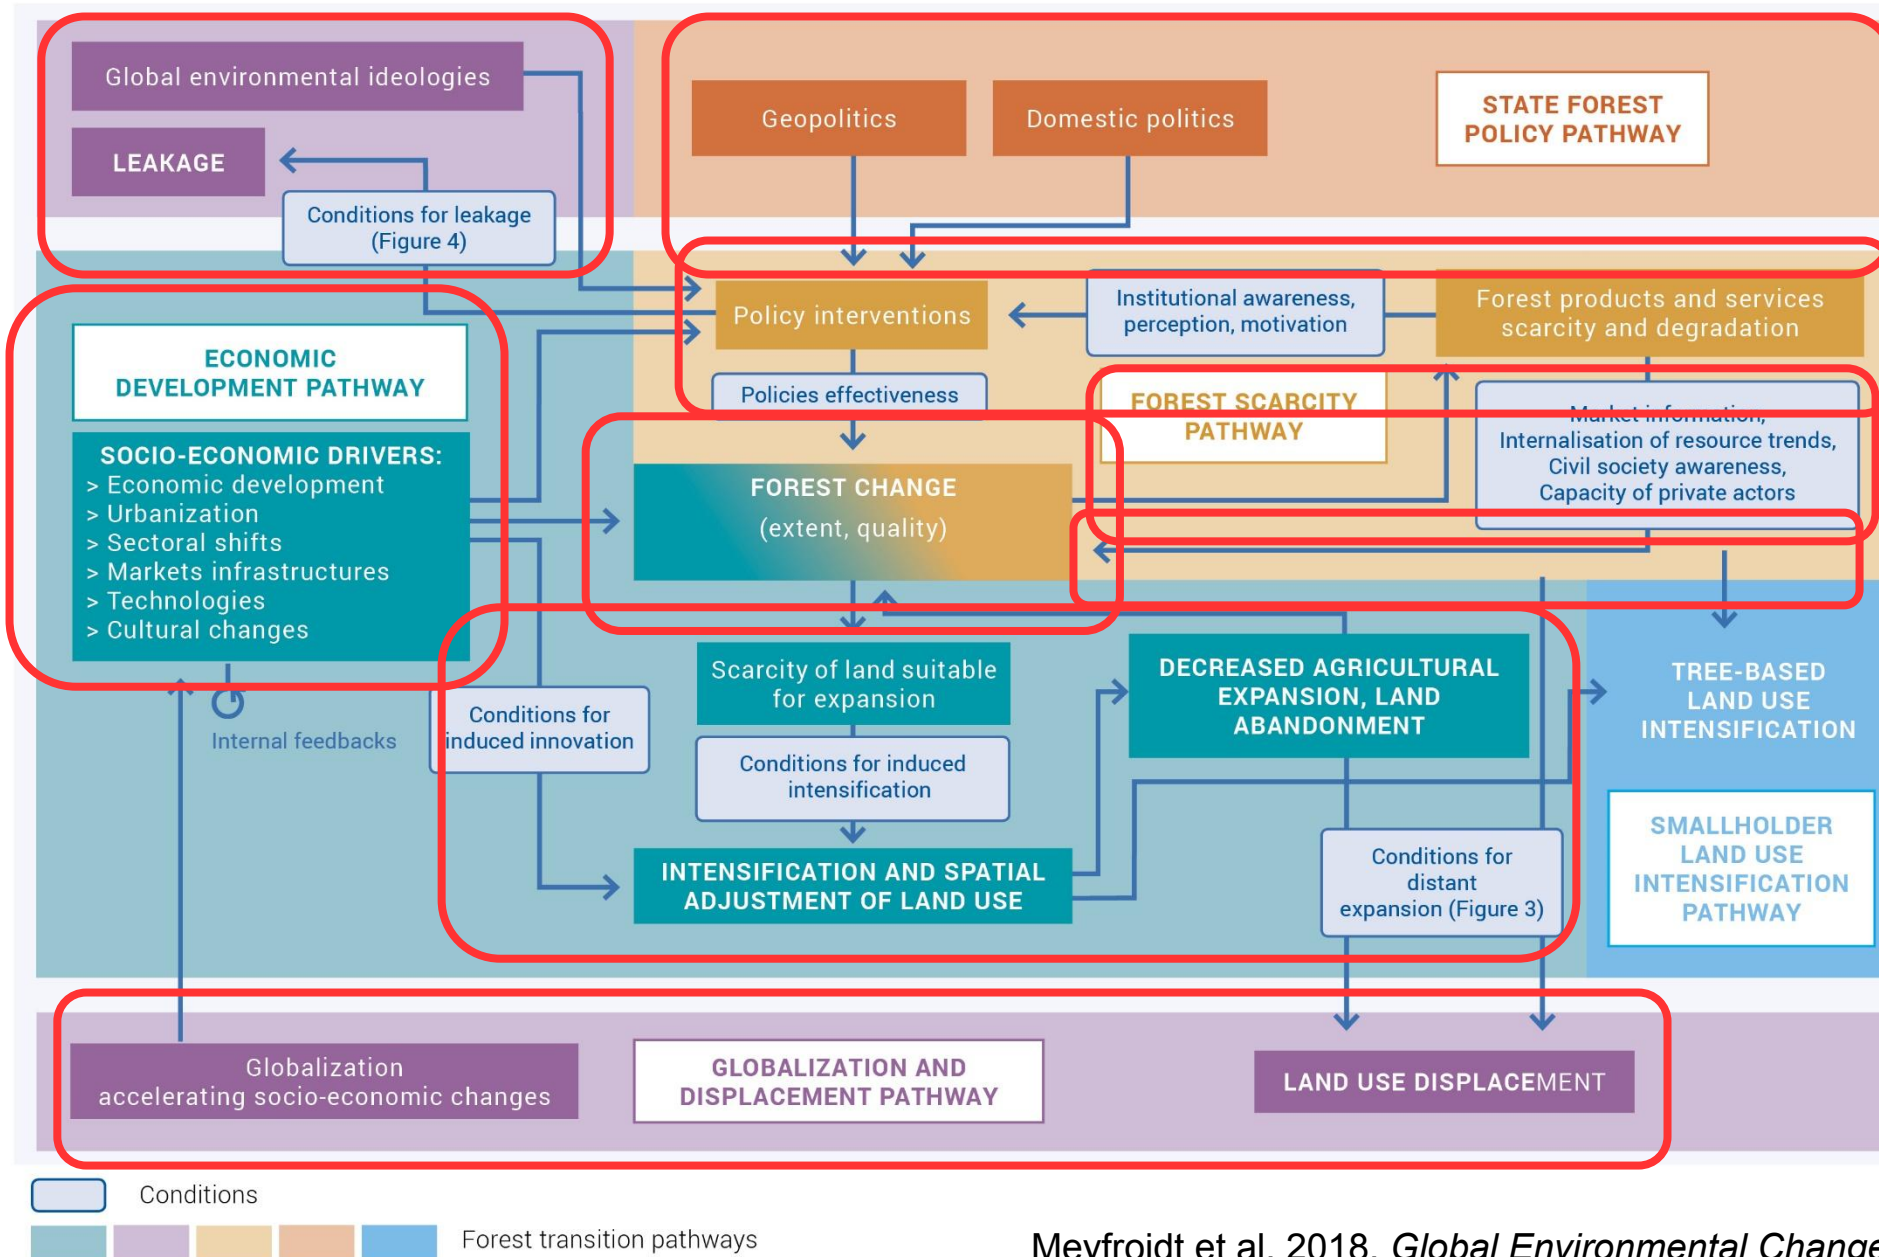 Global environmental ideologies
LEAKAGE
Conditions for leakage
(Figure 4)
Geopolitics
Domestic politics
STATE FOREST
POLICY PATHWAY
Policy interventions
Institutional awareness,
perception, motivation
Forest products and services
scarcity and degradation
Policies effectiveness
FOREST SCARCITY
PATHWAY
Market information,
Internalisation of resource trends,
Civil society awareness,
Capacity of private actors
ECONOMIC
DEVELOPMENT PATHWAY
SOCIO-ECONOMIC DRIVERS:
> Economic development
> Urbanization
> Sectoral shifts
> Markets infrastructures
> Technologies
> Cultural changes
FOREST CHANGE
(extent, quality)
Internal feedbacks
Conditions for
induced innovation
Scarcity of land suitable
for expansion
Conditions for induced
intensification
DECREASED AGRICULTURAL
EXPANSION, LAND
ABANDONMENT
TREE-BASED
LAND USE
INTENSIFICATION
INTENSIFICATION AND SPATIAL
ADJUSTMENT OF LAND USE
Conditions for
distant
expansion (Figure 3)
SMALLHOLDER
LAND USE
INTENSIFICATION
PATHWAY
Globalization
accelerating socio-economic changes
GLOBALIZATION AND
DISPLACEMENT PATHWAY
LAND USE DISPLACEMENT
Conditions
Forest transition pathways
Meyfroidt et al. 2018. Global Environmental Change